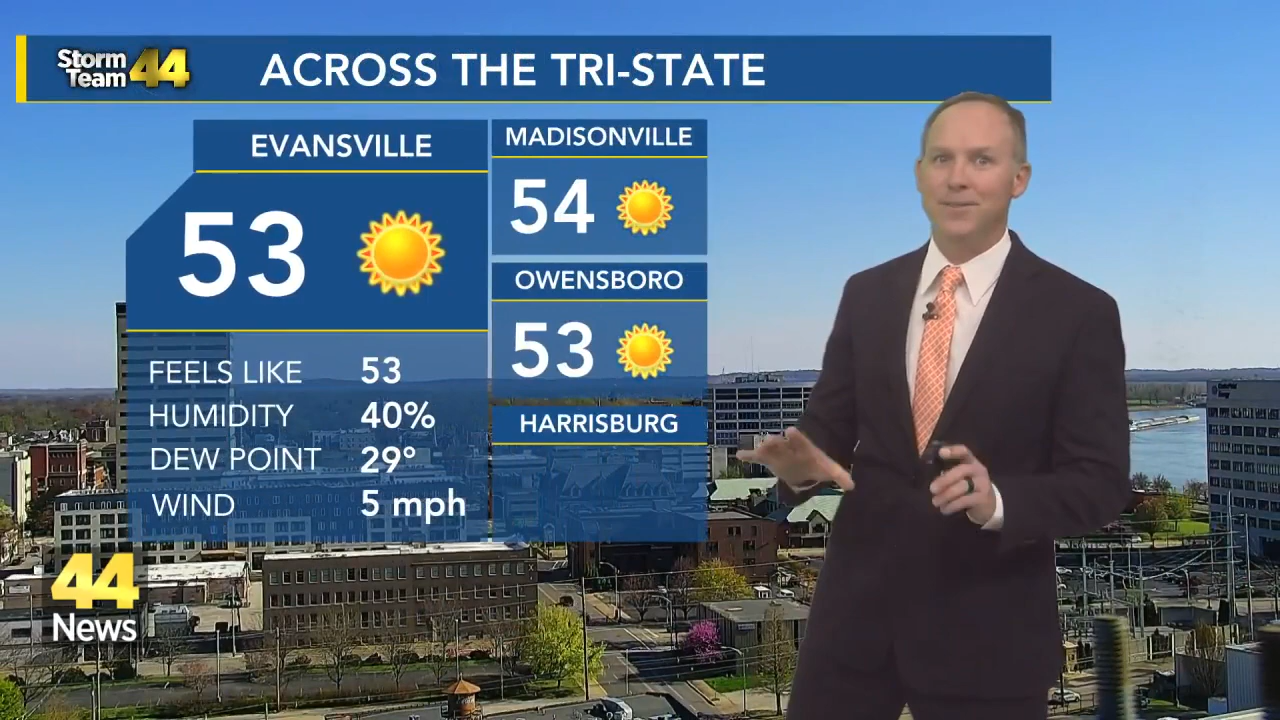 Storm
Team 44
ACROSS THE TRI-STATE
EVANSVILLE
53
FEELS LIKE 53
HUMIDITY 40%
DEW POINT 29°
WIND 5 mph
MADISONVILLE
54
OWENSBORO
53
HARRISBURG
44
News